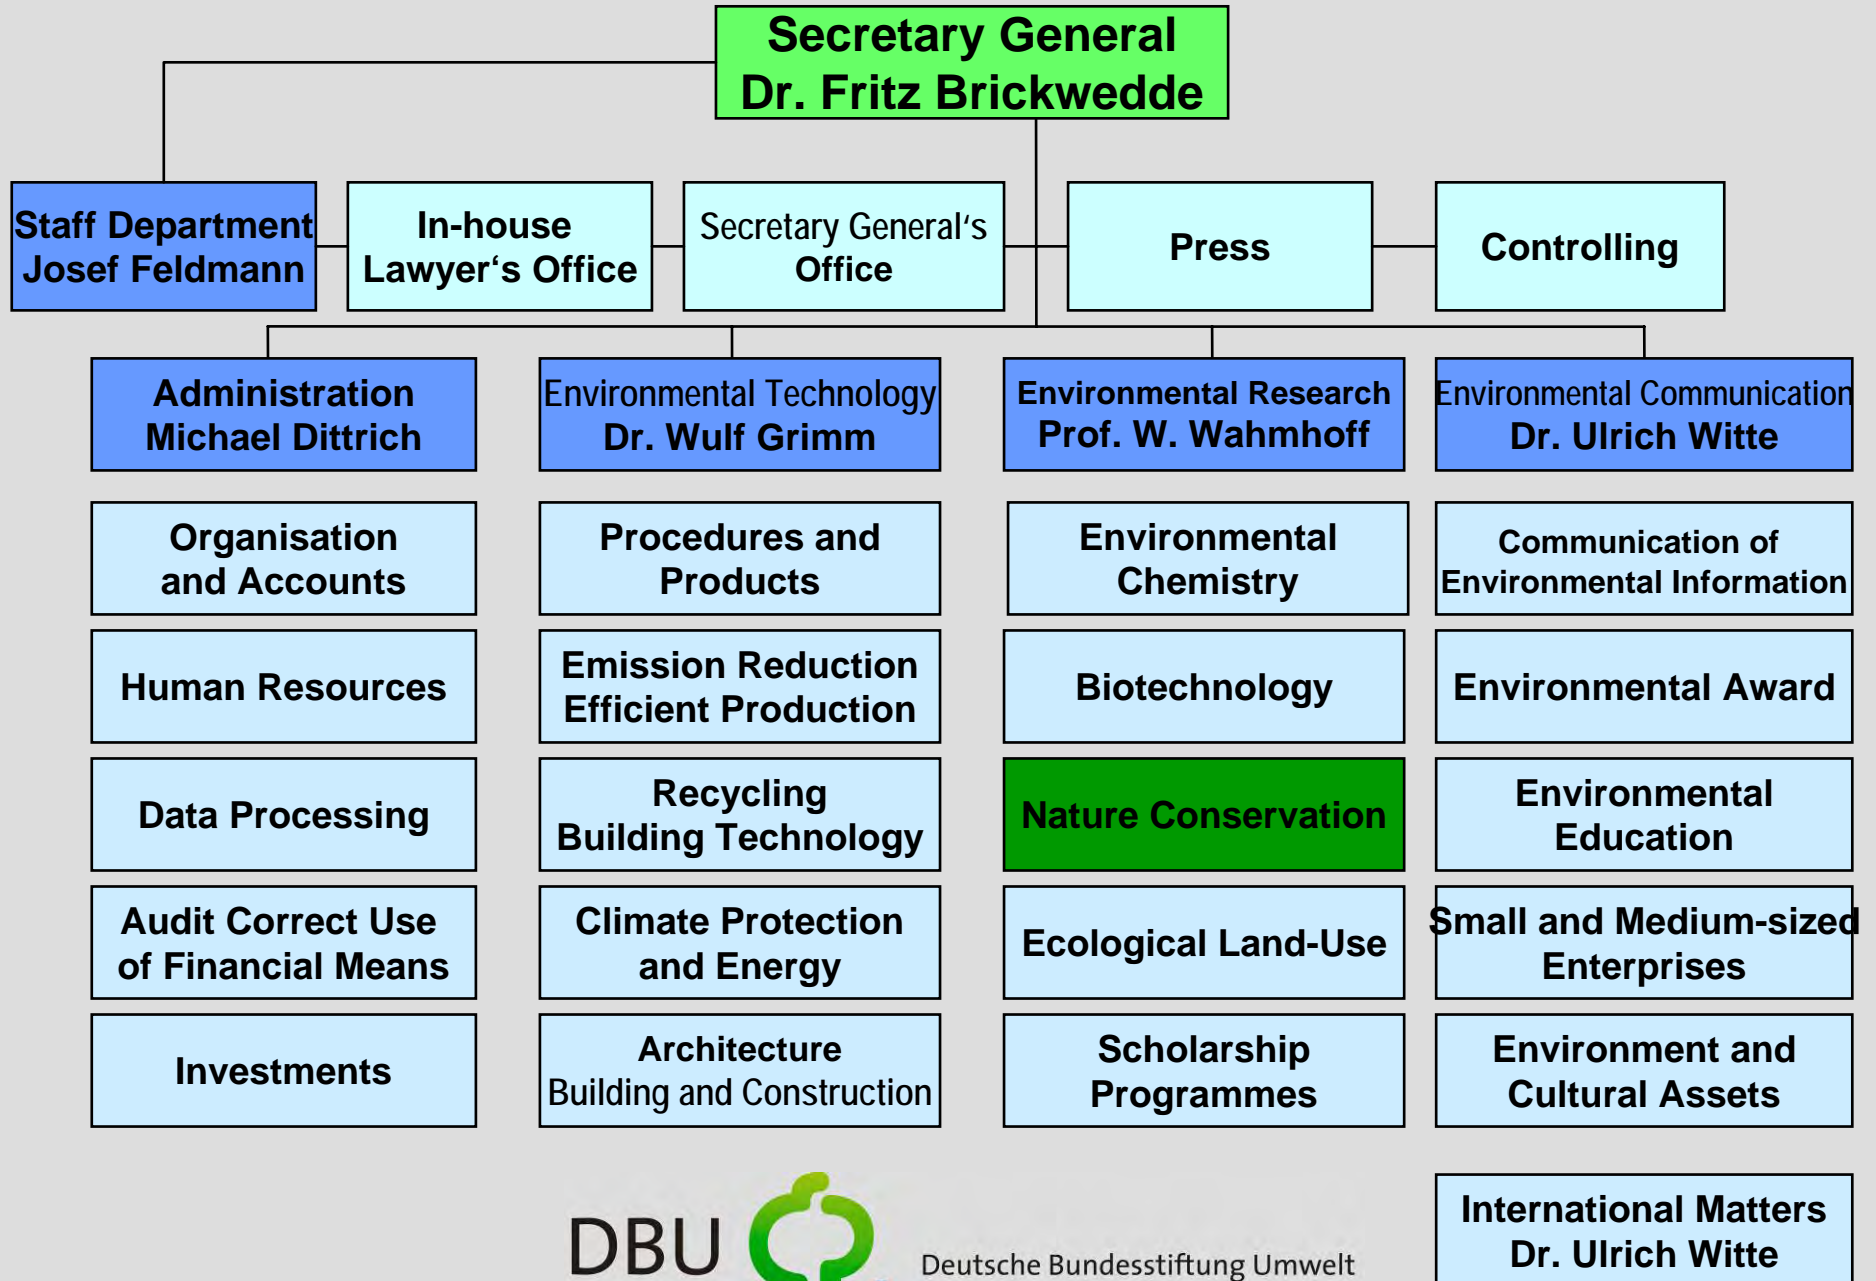 Secretary General
Dr. Fritz Brickwedde
Staff Department
Josef Feldmann
In-house
Lawyer‘s Office
Secretary General‘s
Office
Press
Controlling
Administration
Michael Dittrich
Environmental Technology
Dr. Wulf Grimm
Environmental Research
Prof. W. Wahmhoff
Environmental Communication
Dr. Ulrich Witte
Organisation
and Accounts
Procedures and
Products
Environmental
Chemistry
Communication of
Environmental Information
Human Resources
Emission Reduction
Efficient Production
Biotechnology
Environmental Award
Data Processing
Recycling
Building Technology
Nature Conservation
Environmental
Education
Audit Correct Use
of Financial Means
Climate Protection
and Energy
Ecological Land-Use
Small and Medium-sized
Enterprises
Investments
Architecture
Building and Construction
Scholarship
Programmes
Environment and
Cultural Assets
International Matters
Dr. Ulrich Witte
DBU
Deutsche Bundesstiftung Umwelt